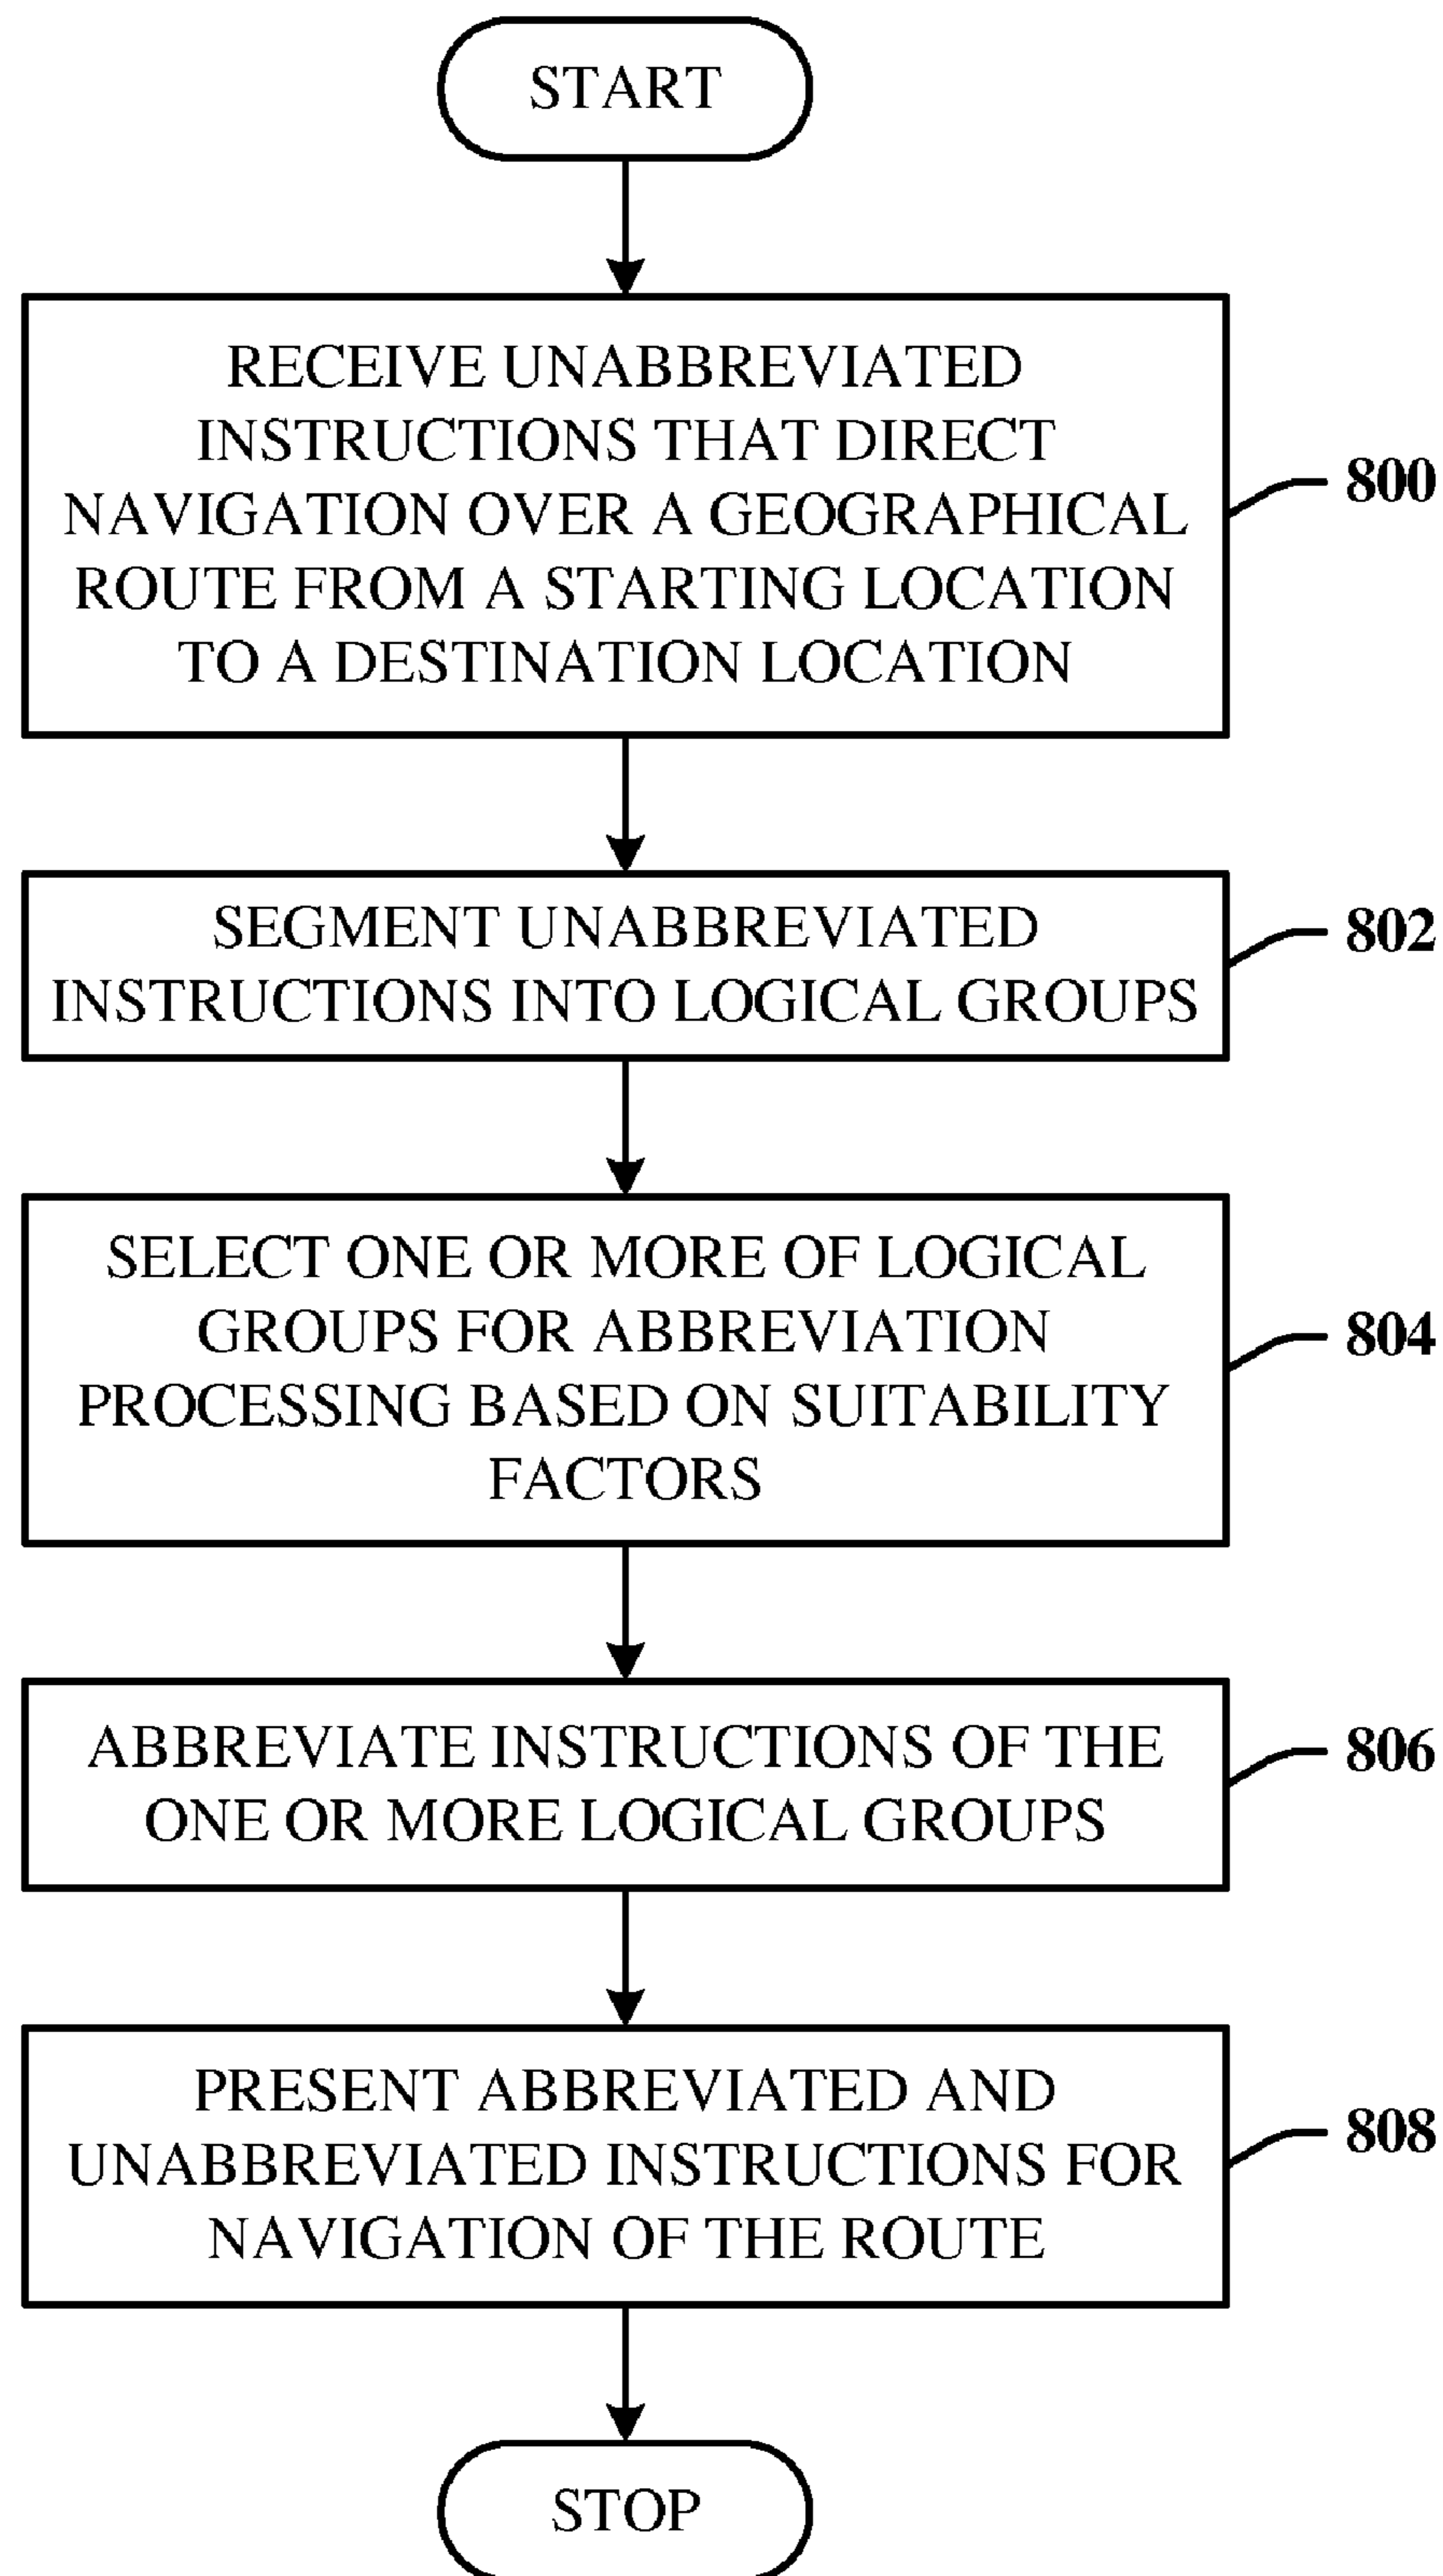 START
RECEIVE UNABBREVIATED
INSTRUCTIONS THAT DIRECT
NAVIGATION OVER A GEOGRAPHICAL
ROUTE FROM A STARTING LOCATION
TO A DESTINATION LOCATION
800
SEGMENT UNABBREVIATED
INSTRUCTIONS INTO LOGICAL GROUPS
802
SELECT ONE OR MORE OF LOGICAL
GROUPS FOR ABBREVIATION
PROCESSING BASED ON SUITABILITY
FACTORS
804
ABBREVIATE INSTRUCTIONS OF THE
ONE OR MORE LOGICAL GROUPS
806
PRESENT ABBREVIATED AND
UNABBREVIATED INSTRUCTIONS FOR
NAVIGATION OF THE ROUTE
808
STOP